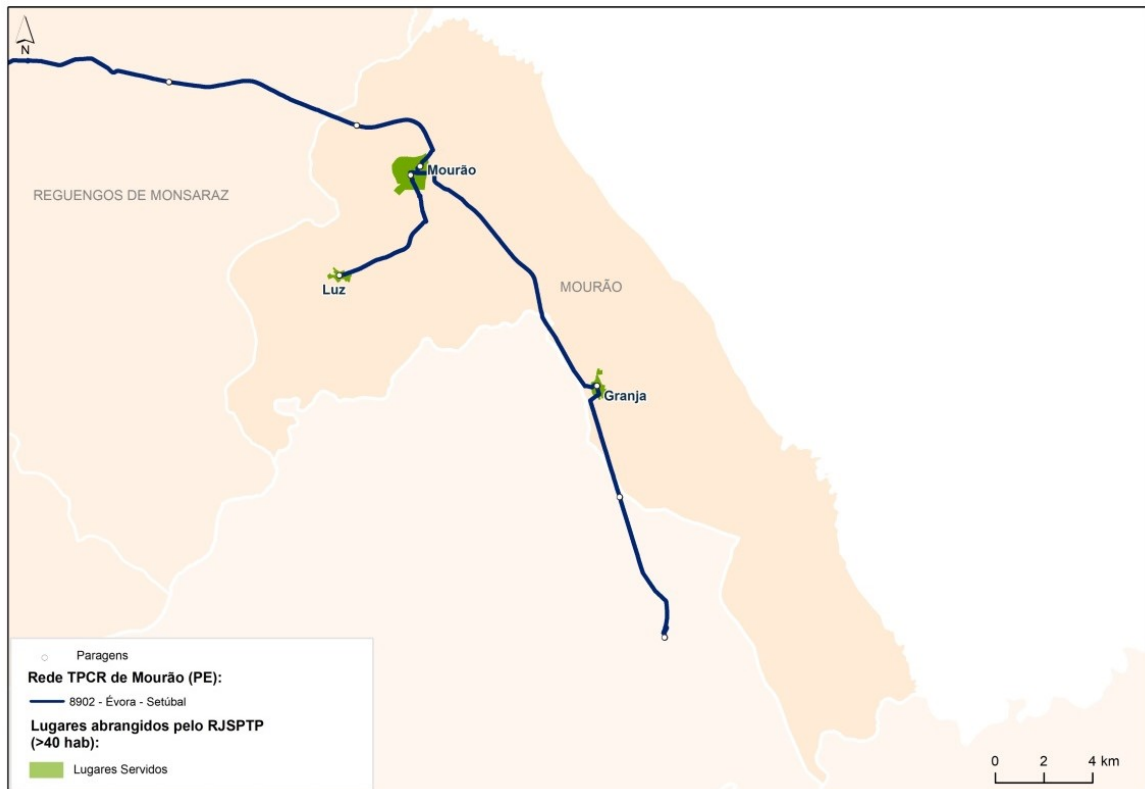 N
Mourão
REGUENGOS DE MONSARAZ
Luz
MOURÃO
Granja
Paragens
Rede TPCR de Mourão (PE):
8902 - Évora - Setúbal
Lugares abrangidos pelo RJSPTP
(>40 hab):
Lugares Servidos
0 2 4 km